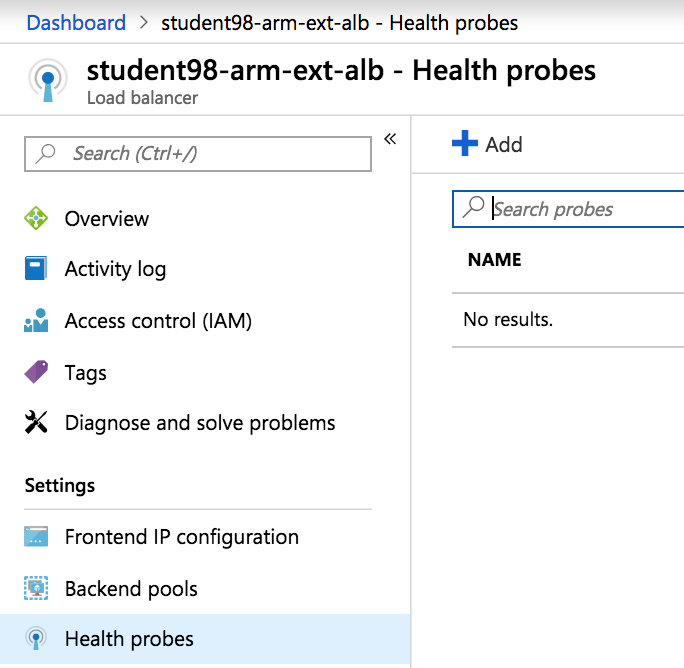 Dashboard > student98-arm-ext-alb - Health probes
student98-arm-ext-alb - Health probes
Load balancer
Search (Ctrl+/)
«
Overview
Activity log
Access control (IAM)
Tags
Diagnose and solve problems
Settings
Frontend IP configuration
Backend pools
Health probes
Add
Search probes
NAME
No results.